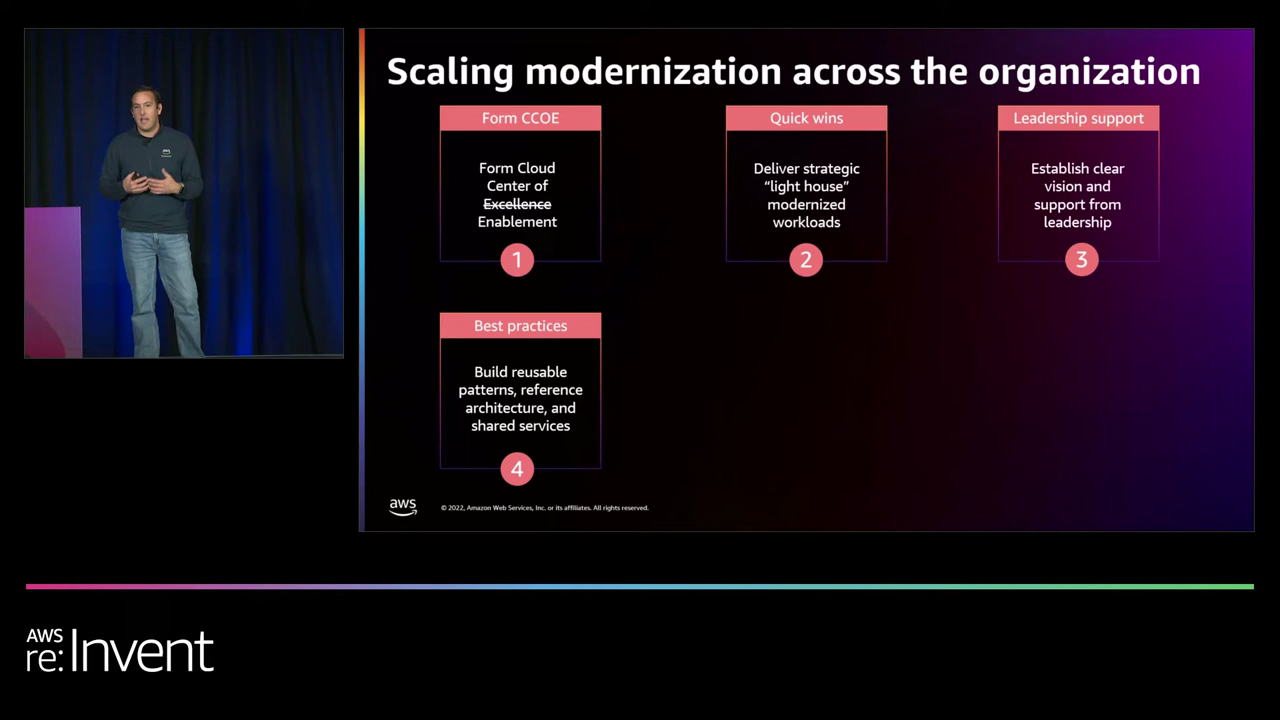 Scaling modernization across the organization
Form CCOE
Form Cloud
Center of
Excellence
Enablement
1
Quick wins
Deliver strategic
“light house”
modernized
workloads
2
Leadership support
Establish clear
vision and
support from
leadership
3
Best practices
Build reusable
patterns, reference
architecture, and
shared services
4
aws
© 2022, Amazon Web Services, Inc. or its affiliates. All rights reserved.
aws
AWS
re:Invent